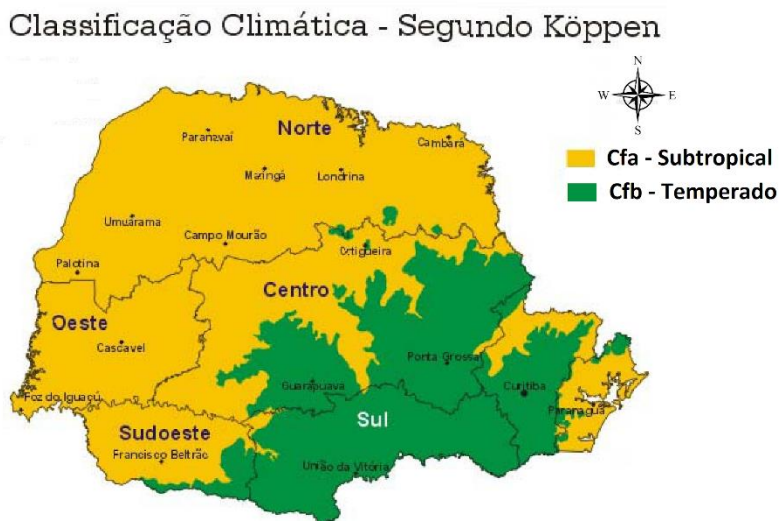 Classificação Climática - Segundo Köppen
N
W
E
S
Cfa - Subtropical
Cfb - Temperado
Paranavaí
Norte
Cambará
Maringá
Londrina
Umuarama
Campo Mourão
Ortigueira
Palotina
Centro
Oeste
Cascavel
Ponta Grossa
Guarapuava
Curitiba
Foz do Iguaçú
Paranaguá
Sul
Sudoeste
Francisco Beltrão
União da Vitória